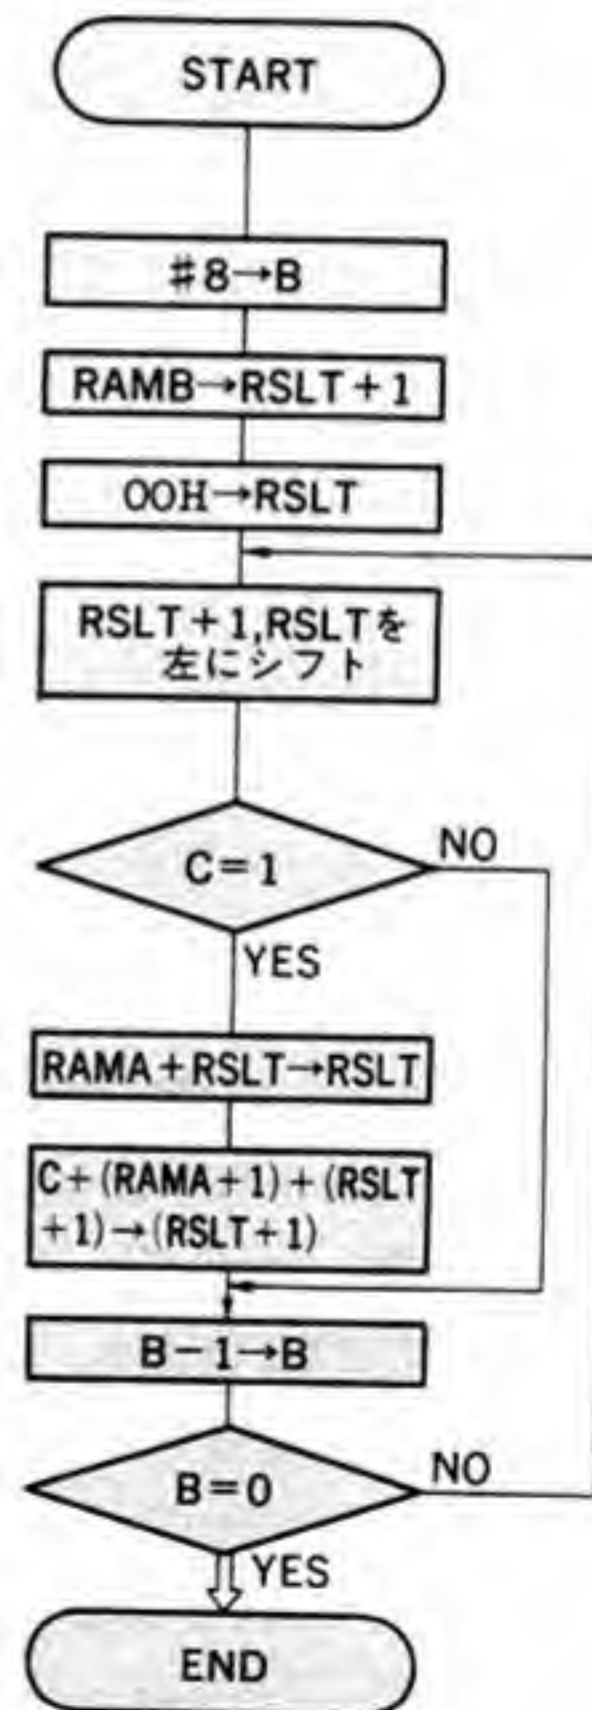 START
#8→B
RAMB→RSLT+1
OOH→RSLT
RSLT+1,RSLTを
左にシフト
C=1
NO
YES
RAMA+RSLT→RSLT
C+(RAMA+1)+(RSLT
+1)→(RSLT+1)
B-1→B
B=0
NO
YES
END